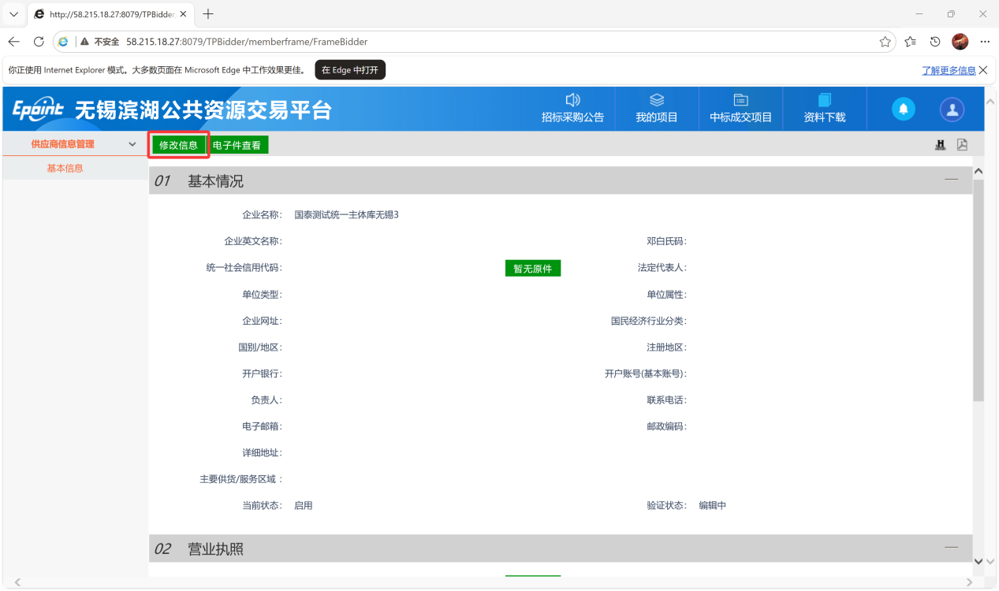 http://58.215.18.27:8079/TPBidder.
不安全 58.215.18.27:8079/TPBidder/memberframe/FrameBidder
你正使用 Internet Explorer 模式。大多数页面在 Microsoft Edge 中工作效果更佳。 在 Edge 中打开 了解更多信息
Epoint 无锡滨湖公共资源交易平台 招标采购公告 我的项目 中标成交项目 资料下载
供应商信息管理 修改信息 电子件查看
基本信息
01 基本情况
企业名称: 国泰测试统一主体库无锡3
企业英文名称: 邓白氏码:
统一社会信用代码: 暂无原件 法定代表人:
单位类型: 单位属性:
企业网址: 国民经济行业分类:
国别/地区: 注册地区:
开户银行: 开户账号(基本账号):
负责人: 联系电话:
电子邮箱: 邮政编码:
详细地址:
主要供货/服务区域 :
当前状态: 启用 验证状态: 编辑中
02 营业执照